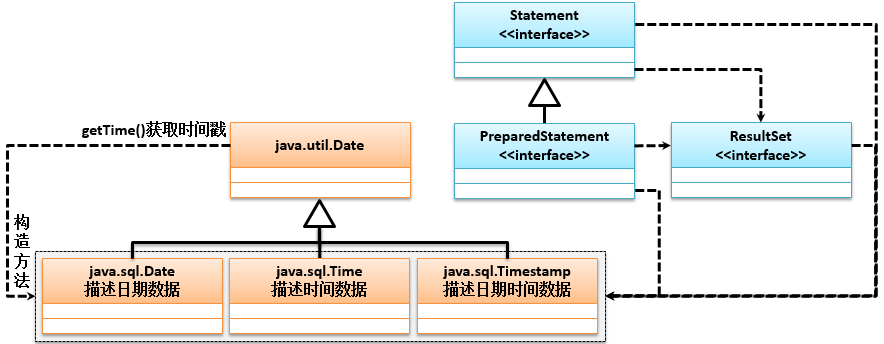 Statement
<<interface>>
getTime()获取时间戳
java.util.Date
PreparedStatement
<<interface>>
ResultSet
<<interface>>
构造方法
java.sql.Date
描述日期数据
java.sql.Time
描述时间数据
java.sql.Timestamp
描述日期时间数据